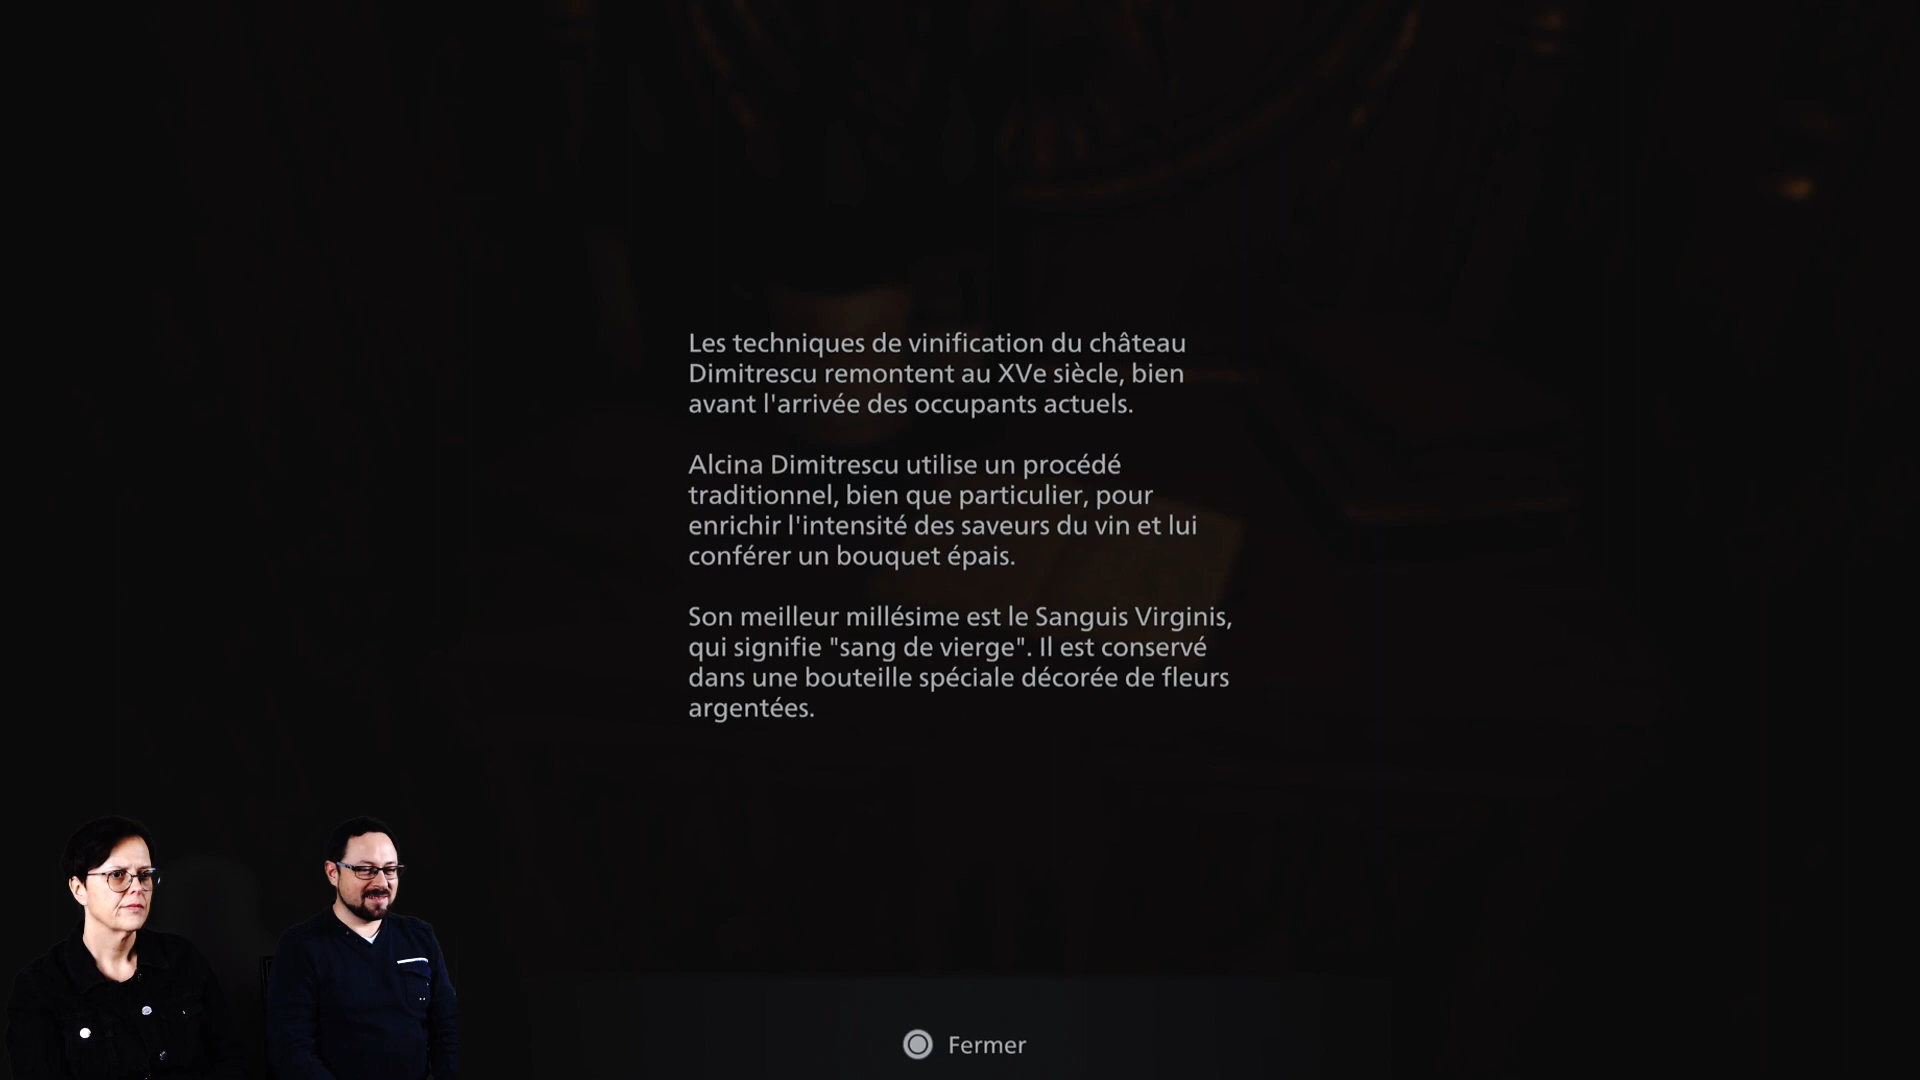 Les techniques de vinification du château
Dimitrescu remontent au XVe siècle, bien
avant l'arrivée des occupants actuels.
Alcina Dimitrescu utilise un procédé
traditionnel, bien que particulier, pour
enrichir l'intensité des saveurs du vin et lui
conférer un bouquet épais.
Son meilleur millésime est le Sanguis Virginis,
qui signifie "sang de vierge". Il est conservé
dans une bouteille spéciale décorée de fleurs
argentées.
Fermer